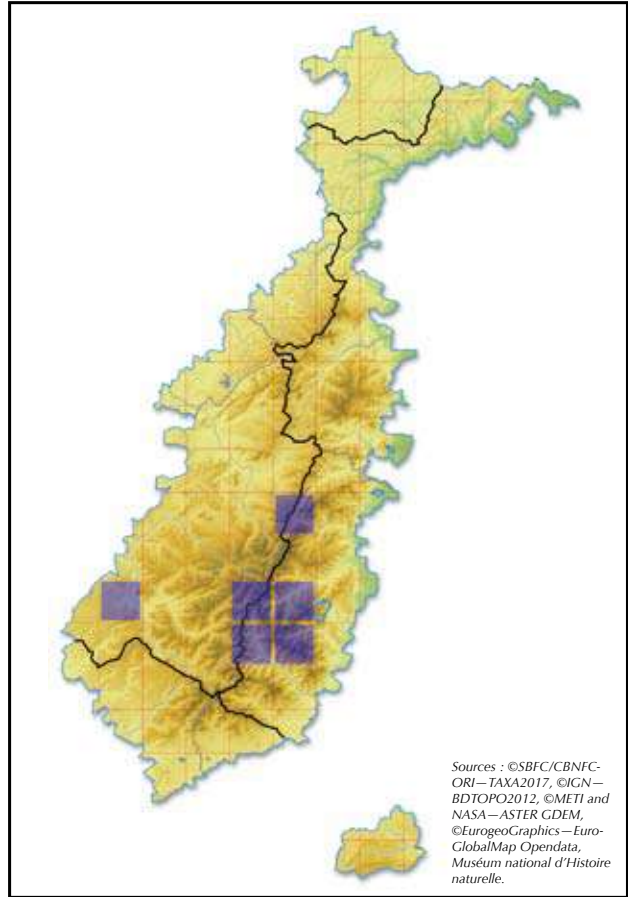 Sources : ©SBFC/CBNFC-
ORI—TAXA2017, ©IGN—
BDTOPO2012, ©METI and
NASA—ASTER GDEM,
©EurogeoGraphics—Euro-
GlobalMap Opendata,
Muséum national d’Histoire
naturelle.